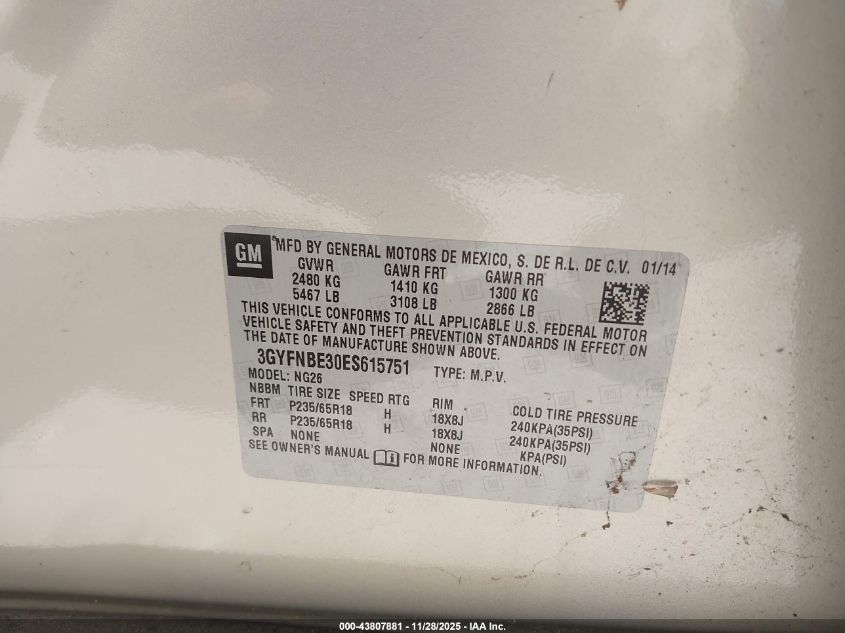 GM MFD BY GENERAL MOTORS DE MEXICO, S. DE R.L. DE C.V. 01/14
GVWR GAWR FRT GAWR RR
2480 KG 1410 KG 1300 KG
5467 LB 3108 LB 2866 LB
THIS VEHICLE CONFORMS TO ALL APPLICABLE U.S. FEDERAL MOTOR
VEHICLE SAFETY AND THEFT PREVENTION STANDARDS IN EFFECT ON
THE DATE OF MANUFACTURE SHOWN ABOVE.
3GYFNBE30ES615751 TYPE: M.P.V.
MODEL: NG26
NBBM TIRE SIZE SPEED RTG RIM COLD TIRE PRESSURE
FRT P235/65R18 H 18X8J 240KPA(35PSI)
RR P235/65R18 H 18X8J 240KPA(35PSI)
SPA NONE NONE KPA(PSI)
SEE OWNER'S MANUAL FOR MORE INFORMATION.
000-43807881 - 11/28/2025 - IAA Inc.